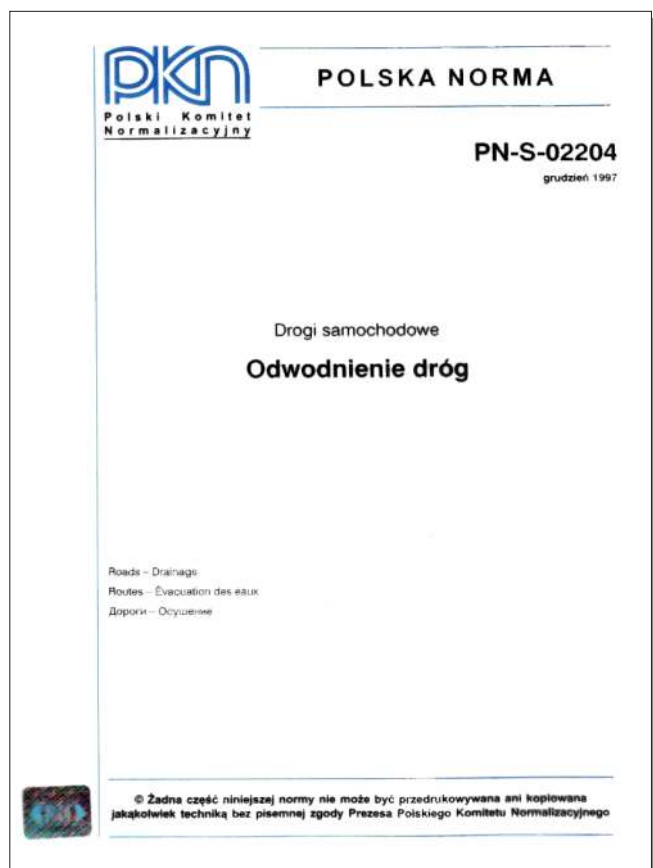 pkn
POLSKA NORMA
Polski Komitet
Normalizacyjny
PN-S-02204
grudzień 1997
Drogi samochodowe
Odwodnienie dróg
Roads – Drainage
Routes – Évacuation des eaux
Дороги – Осушение
© Żadna część niniejszej normy nie może być przedrukowywana ani kopiowana
jakąkolwiek techniką bez pisemnej zgody Prezesa Polskiego Komitetu Normalizacyjnego